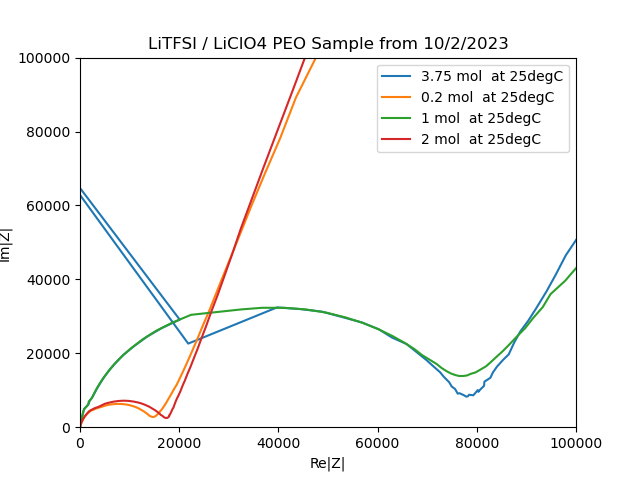 LiTFSI / LiClO4 PEO Sample from 10/2/2023
100000
80000
60000
40000
20000
0
Im|Z|
3.75 mol  at 25degC
0.2 mol  at 25degC
1 mol  at 25degC
2 mol  at 25degC
0 20000 40000 60000 80000 100000
Re|Z|